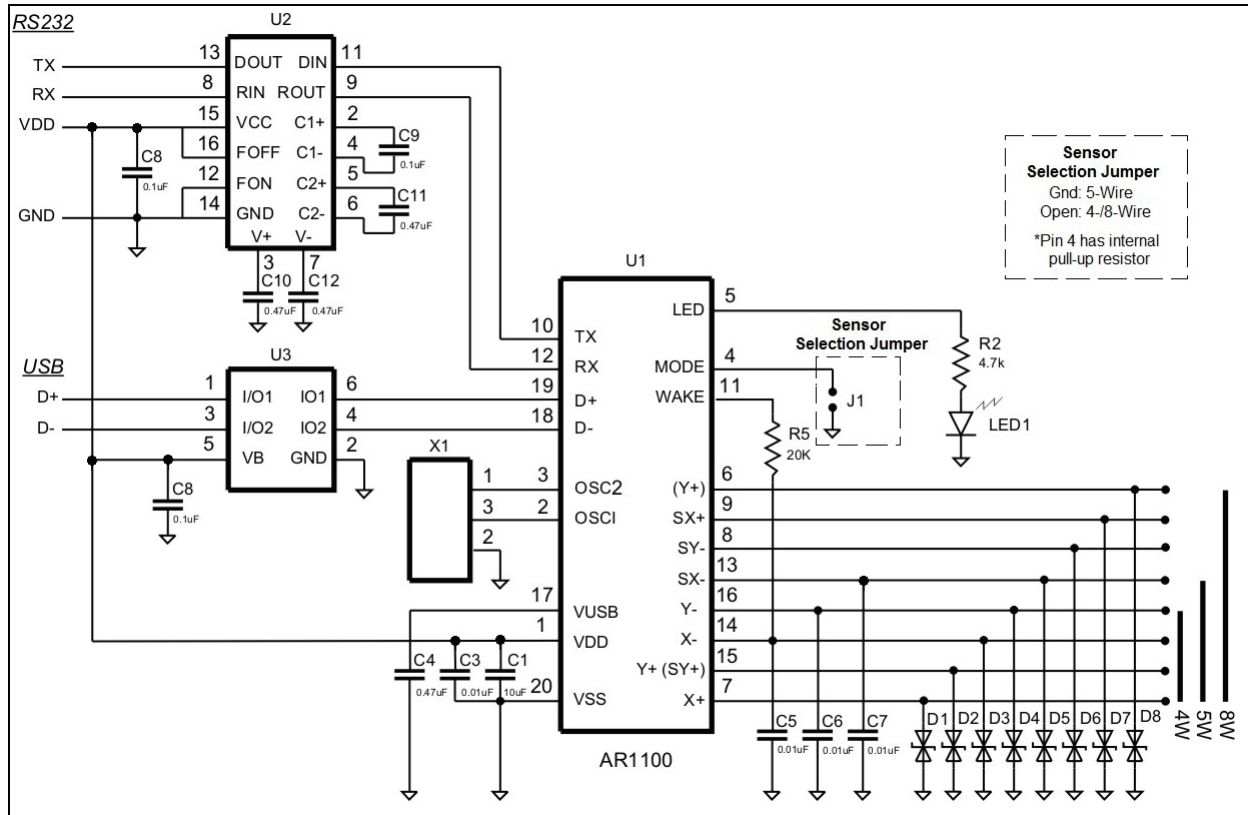 RS232
U2
TX
13
DOUT
DIN
11
RX
8
RIN
ROUT
9
VDD
15
VCC
C1+
2
C9
0.1uF
16
FOFF
C1-
4
C8
0.1uF
12
FON
C2+
5
C11
0.47uF
GND
14
GND
C2-
6
V+
V-
3
7
C10
0.47uF
C12
0.47uF
Sensor
Selection Jumper
Gnd: 5-Wire
Open: 4-/8-Wire
*Pin 4 has internal
pull-up resistor
USB
U3
D+
1
I/O1
IO1
6
D-
3
I/O2
IO2
4
5
VB
GND
2
C8
0.1uF
X1
1
3
2
U1
10
TX
12
RX
19
D+
18
D-
3
OSC2
2
OSCI
17
VUSB
1
VDD
20
VSS
C4
0.47uF
C3
0.01uF
C1
10uF
LED
5
MODE
4
WAKE
11
(Y+)
6
SX+
9
SY-
8
SX-
13
Y-
16
X-
14
Y+ (SY+)
15
X+
7
AR1100
Sensor
Selection Jumper
J1
R2
4.7k
LED1
R5
20K
C5
0.01uF
C6
0.01uF
C7
0.01uF
D1
D2
D3
D4
D5
D6
D7
D8
4W
5W
8W